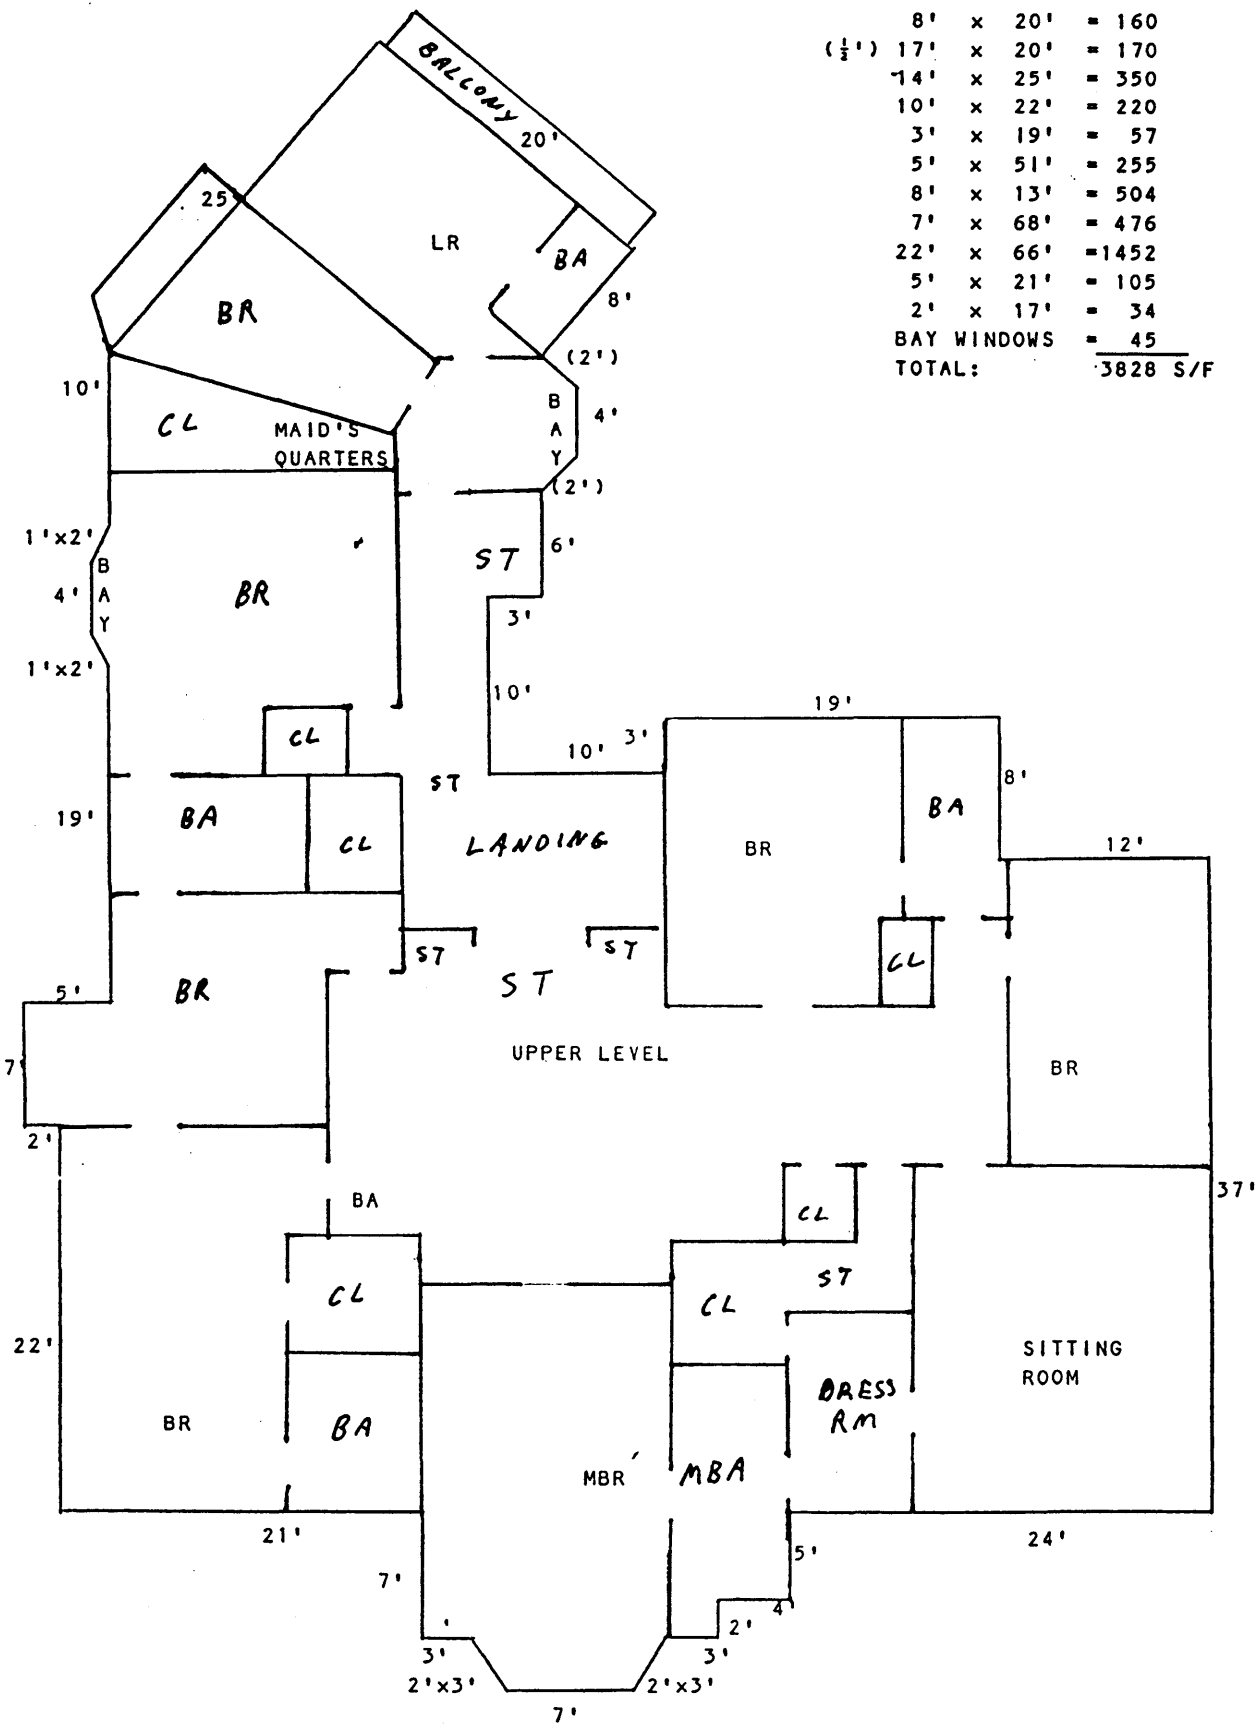 8' x 20' = 160
(½') 17' x 20' = 170
14' x 25' = 350
10' x 22' = 220
3' x 19' = 57
5' x 51' = 255
8' x 13' = 504
7' x 68' = 476
22' x 66' = 1452
5' x 21' = 105
2' x 17' = 34
BAY WINDOWS = 45
TOTAL: 3828 S/F
BALCONY
20'
25
LR
BA
BR
8'
(2')
10'
BAY
4'
CL
MAID'S
QUARTERS
(2')
1'x2'
6'
ST
BAY
4'
BR
3'
1'x2'
10'
19'
CL
10'
3'
ST
8'
19'
BA
CL
LANDING
BR
BA
12'
ST
ST
CL
5'
BR
ST
UPPER LEVEL
7'
BR
2'
BA
37'
CL
CL
CL
ST
22'
SITTING
ROOM
DRESS
RM
BR
BA
MBR
MBA
21'
24'
5'
7'
4'
2'
3'
3'
2'x3'
2'x3'
7'